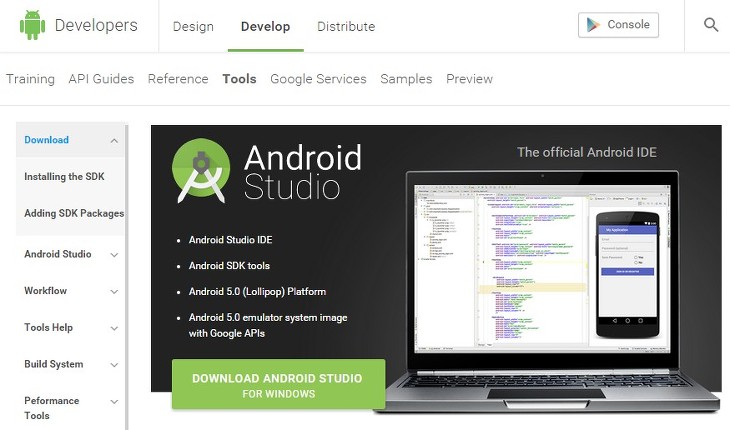 Developers
Design
Develop
Distribute
Console
Training
API Guides
Reference
Tools
Google Services
Samples
Preview
Download
Installing the SDK
Adding SDK Packages
Android Studio
Workflow
Tools Help
Build System
Peformance
Tools
Android
Studio
The official Android IDE
Android Studio IDE
Android SDK tools
Android 5.0 (Lollipop) Platform
Android 5.0 emulator system image
with Google APIs
DOWNLOAD ANDROID STUDIO
FOR WINDOWS
My Application